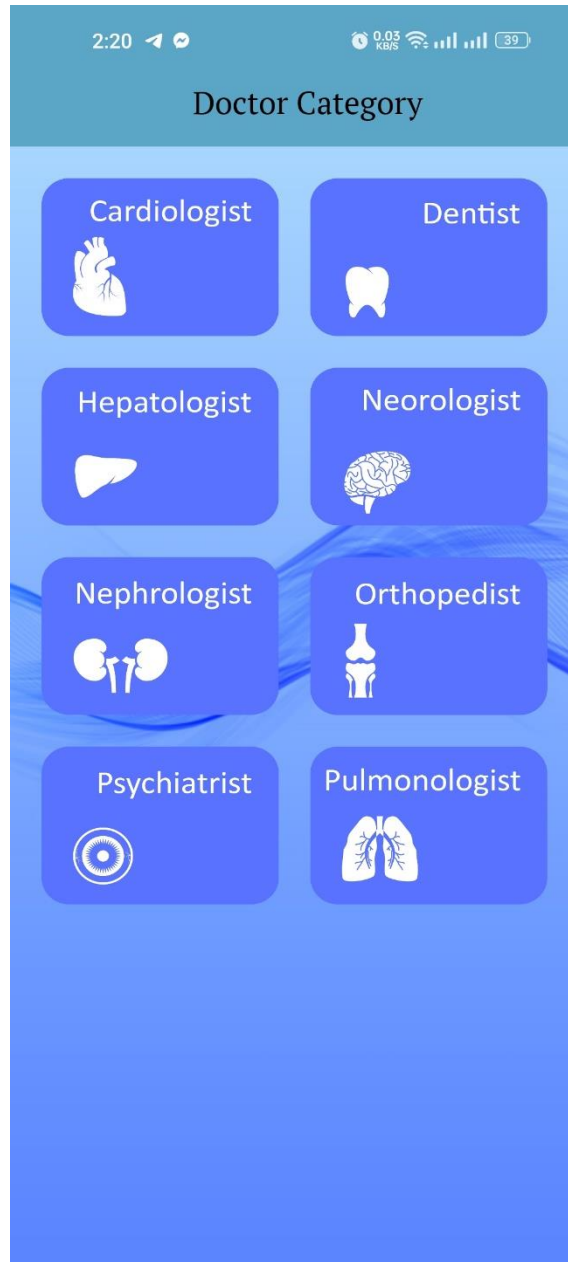 2:20 0.03 KB/S 39
Doctor Category
Cardiologist Dentist
Hepatologist Neorologist
Nephrologist Orthopedist
Psychiatrist Pulmonologist